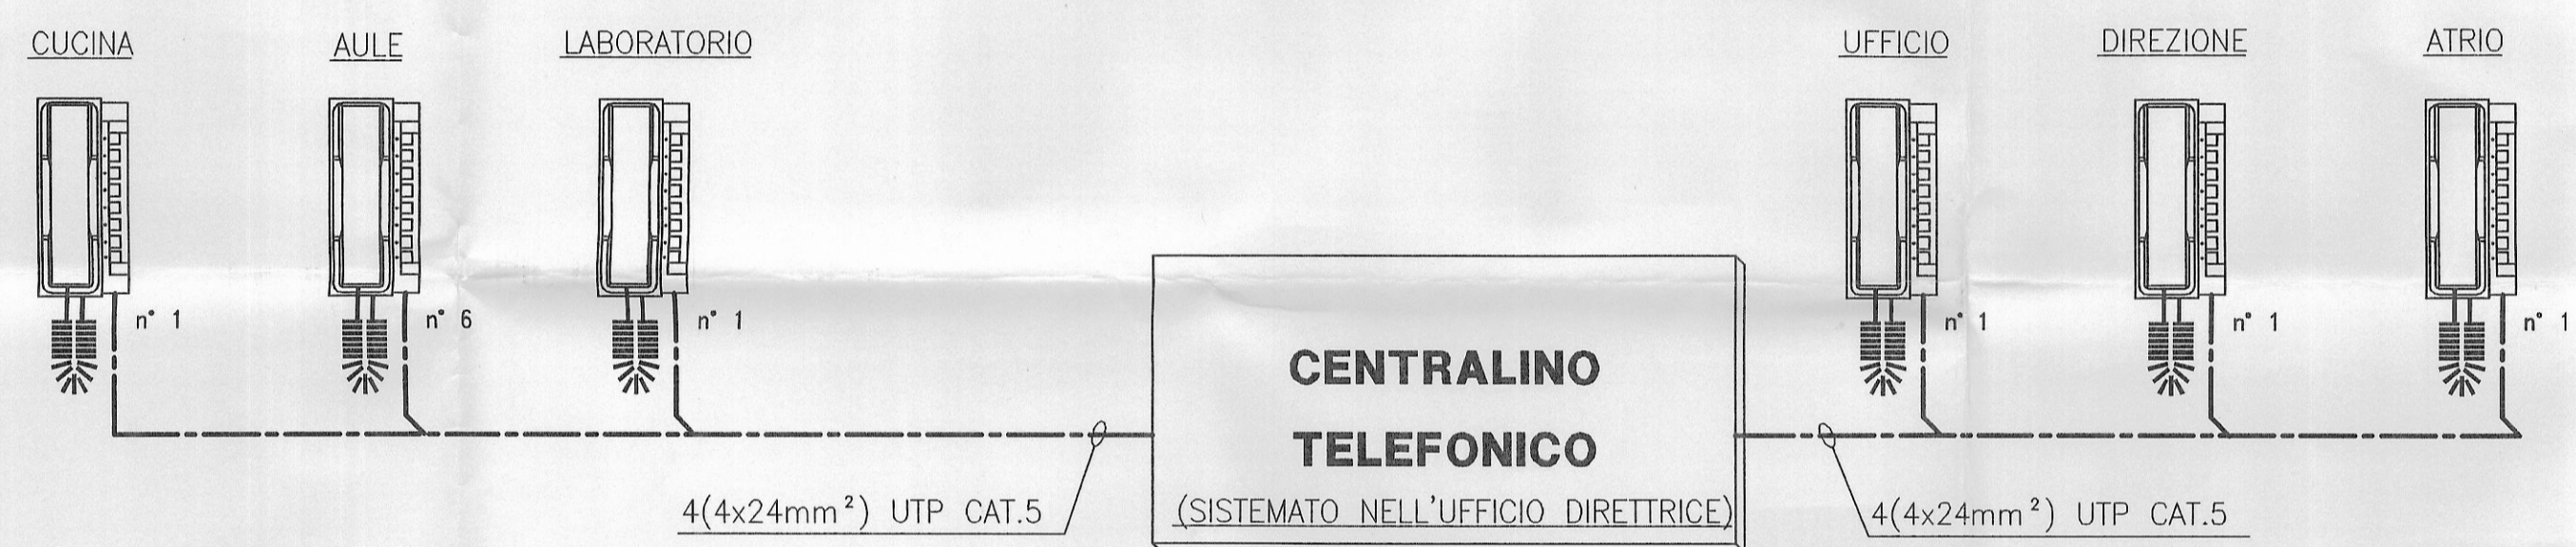 CUCINA
AULE
LABORATORIO
UFFICIO
DIREZIONE
ATRIO
n° 1
n° 6
n° 1
n° 1
n° 1
n° 1
CENTRALINO
TELEFONICO
(SISTEMATO NELL'UFFICIO DIRETTRICE)
4(4x24mm²) UTP CAT.5
4(4x24mm²) UTP CAT.5